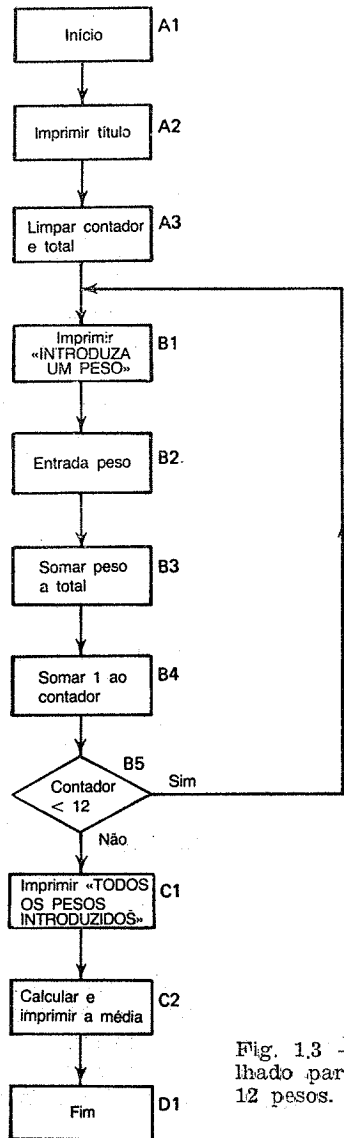 Início
A1
Imprimir título
A2
Limpar contador
e total
A3
Imprimir
«INTRODUZA
UM PESO»
B1
Entrada peso
B2
Somar peso
a total
B3
Somar 1 ao
contador
B4
B5
Contador
< 12
Sim
Não
Imprimir «TODOS
OS PESOS
INTRODUZIDOS»
C1
Calcular e
imprimir a média
C2
Fim
D1
Fig. 1.3 -
lhado par
12 pesos.